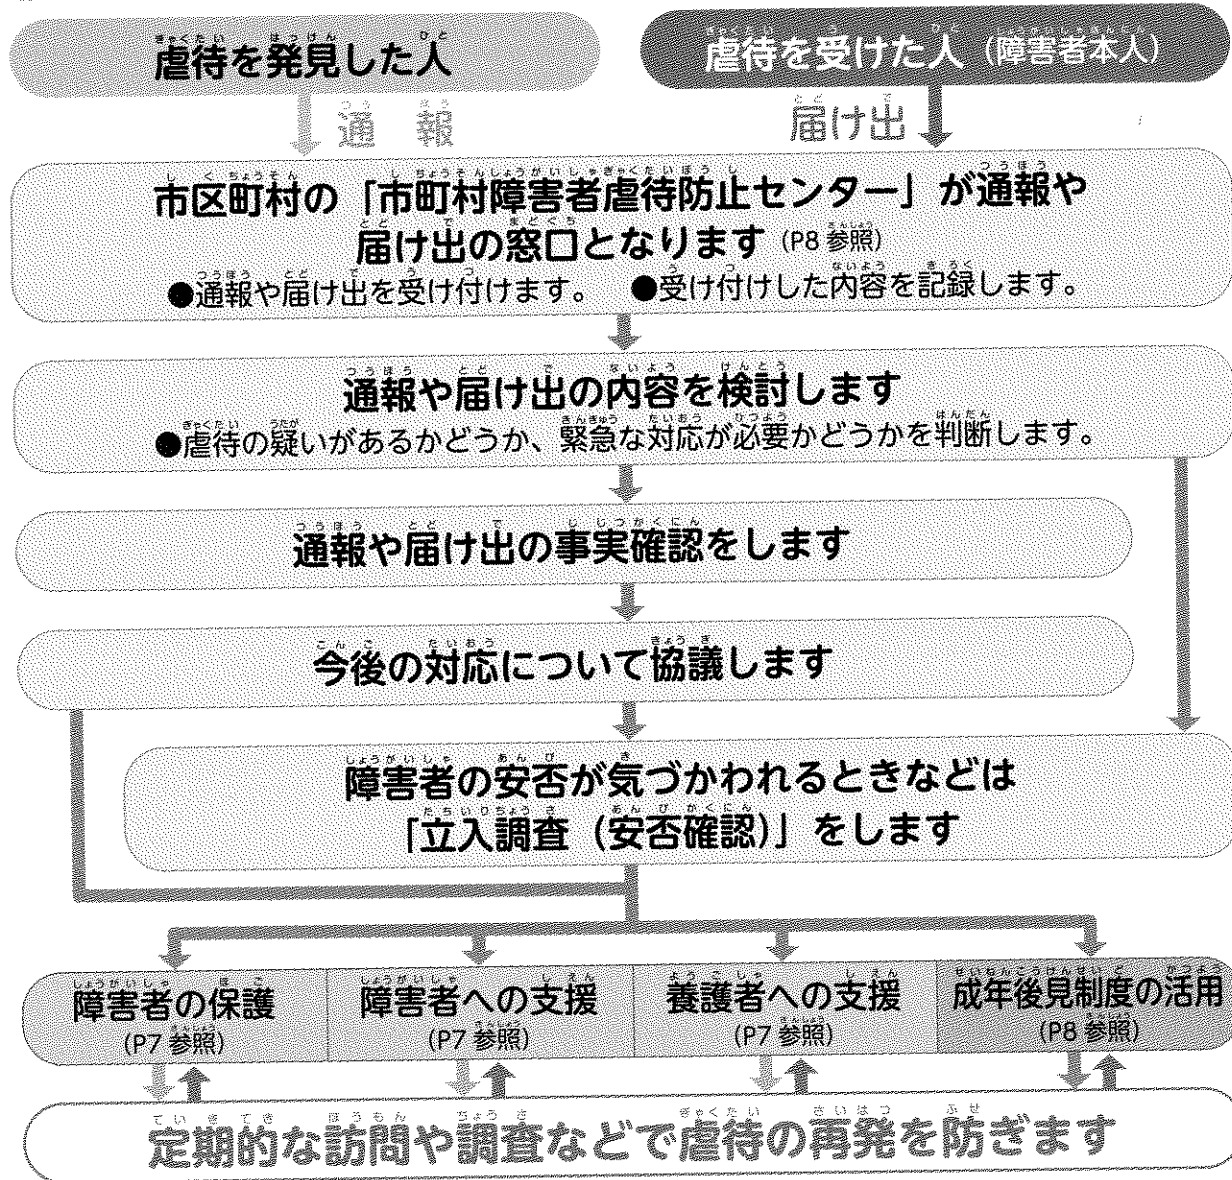 虐待を発見した人
虐待を受けた人（障害者本人）
通報
届け出
市区町村の「市町村障害者虐待防止センター」が通報や
届け出の窓口となります（P8 参照）
●通報や届け出を受け付けます。 ●受け付けした内容を記録します。
通報や届け出の内容を検討します
●虐待の疑いがあるかどうか、緊急な対応が必要かどうかを判断します。
通報や届け出の事実確認をします
今後の対応について協議します
障害者の安否が気づかわれるときなどは
「立入調査（安否確認）」をします
障害者の保護
（P7 参照）
障害者への支援
（P7 参照）
養護者への支援
（P7 参照）
成年後見制度の活用
（P8 参照）
定期的な訪問や調査などで虐待の再発を防ぎます